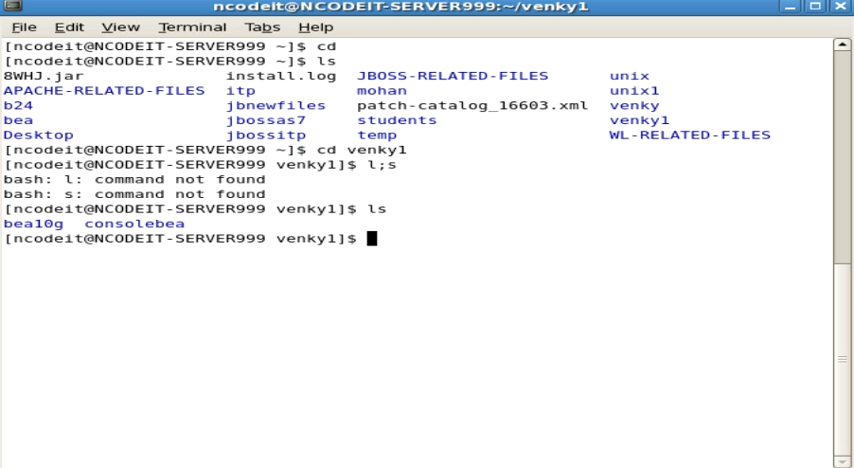 ncodeit@NCODEIT-SERVER999:~/venky1
File Edit View Terminal Tabs Help
[ncodeit@NCODEIT-SERVER999 ~]$ cd
[ncodeit@NCODEIT-SERVER999 ~]$ ls
8WHJ.jar install.log JBOSS-RELATED-FILES unix
APACHE-RELATED-FILES itp mohan unix1
b24 jbnewfiles patch-catalog_16603.xml venky
bea jbossas7 students venky1
Desktop jbossitp temp WL-RELATED-FILES
[ncodeit@NCODEIT-SERVER999 ~]$ cd venky1
[ncodeit@NCODEIT-SERVER999 venky1]$ l;s
bash: l: command not found
bash: s: command not found
[ncodeit@NCODEIT-SERVER999 venky1]$ ls
bea10g consolebea
[ncodeit@NCODEIT-SERVER999 venky1]$